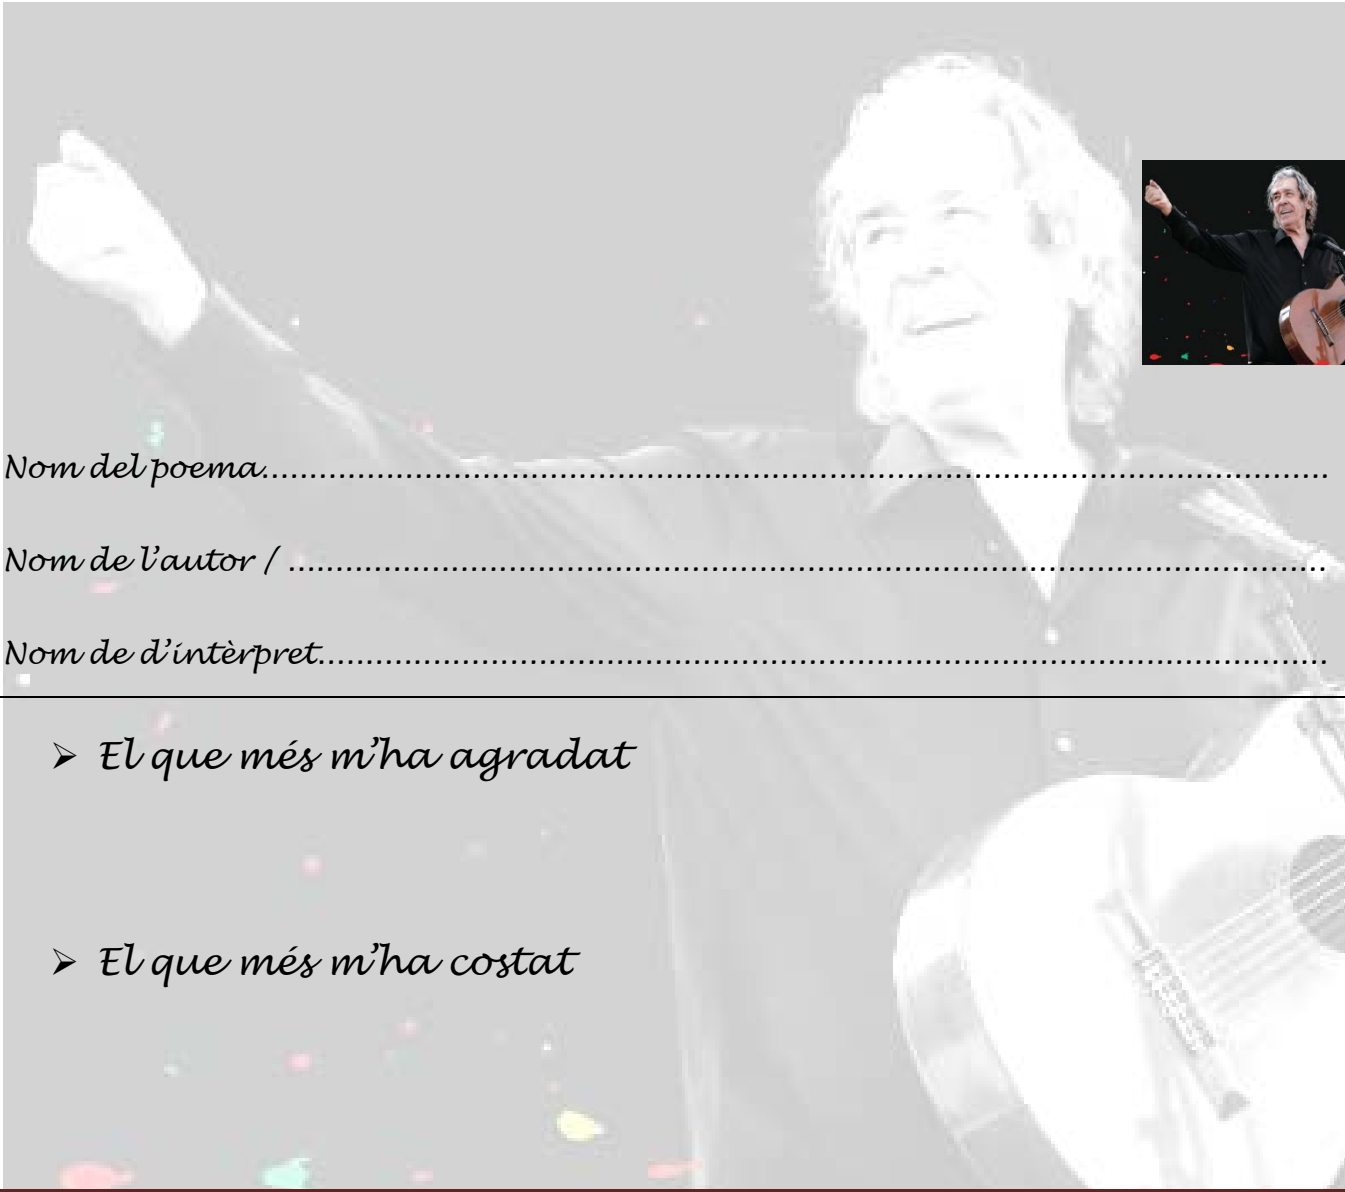 Nom del poema....................................................................................................................
Nom de l'autor / ................................................................................................................
Nom de d'intèrpret.............................................................................................................
➢ El que més m'ha agradat
➢ El que més m'ha costat